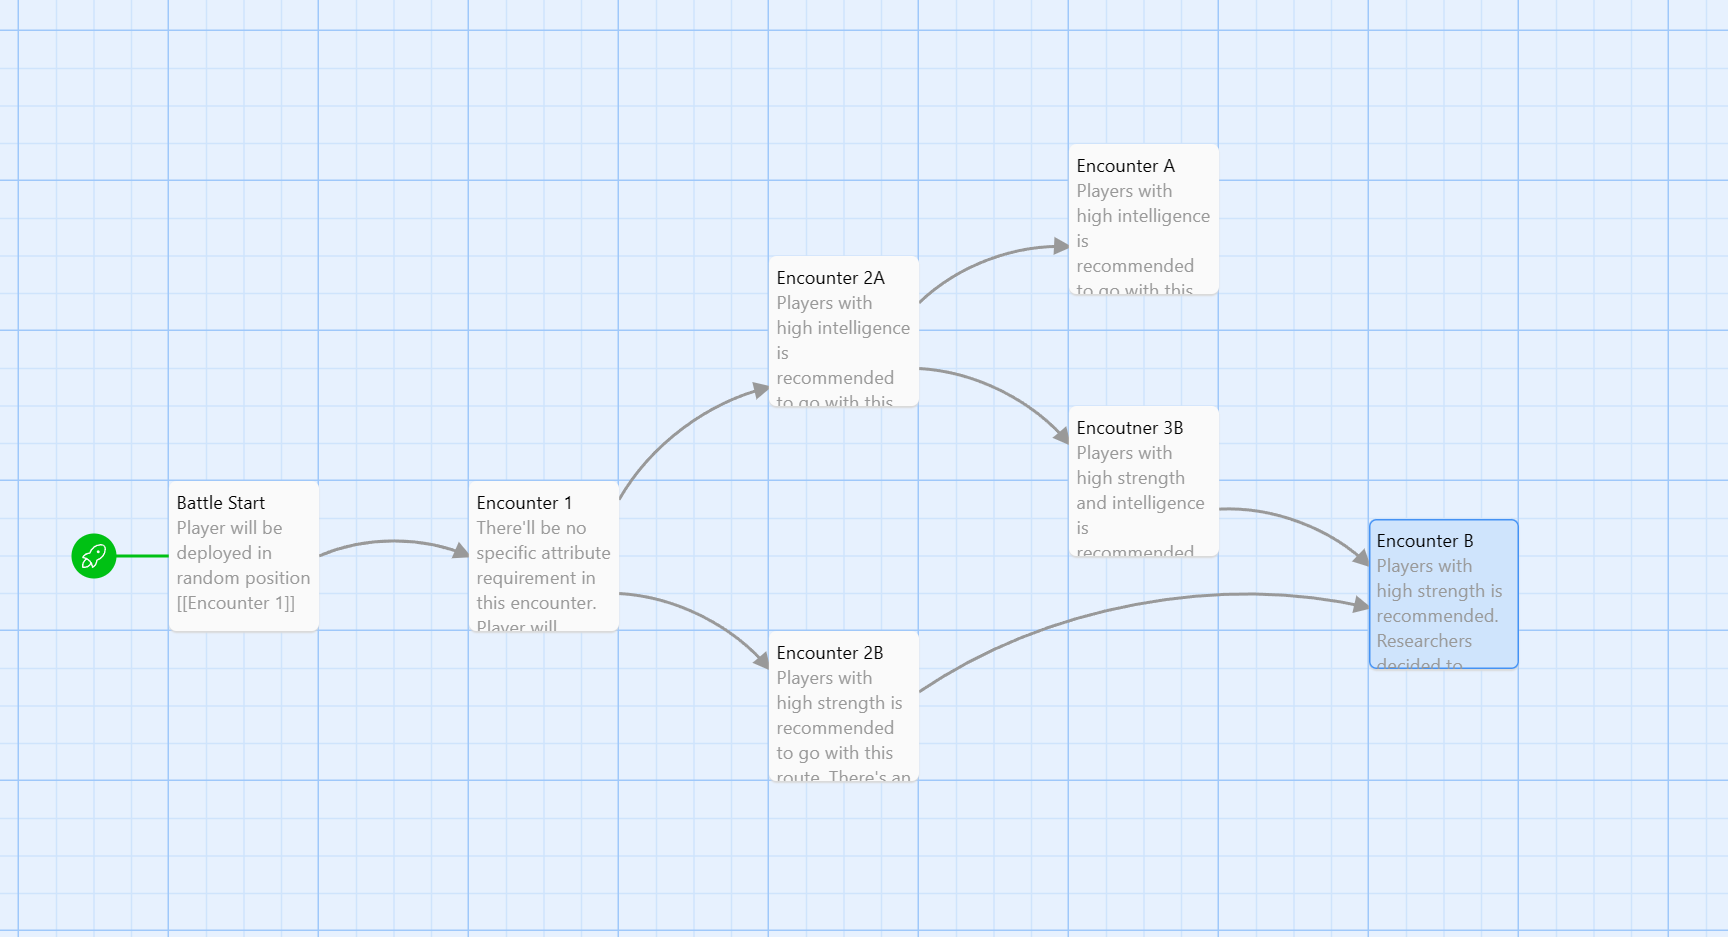 Encounter A
Players with
high intelligence
is
recommended
to go with this
Encounter 2A
Players with
high intelligence
is
recommended
to go with this
Encoutner 3B
Players with
high strength
and intelligence
is
recommended
Battle Start
Player will be
deployed in
random position
[[Encounter 1]]
Encounter 1
There'll be no
specific attribute
requirement in
this encounter.
Player will
Encounter B
Players with
high strength is
recommended.
Researchers
decided to
Encounter 2B
Players with
high strength is
recommended
to go with this
route. There's an